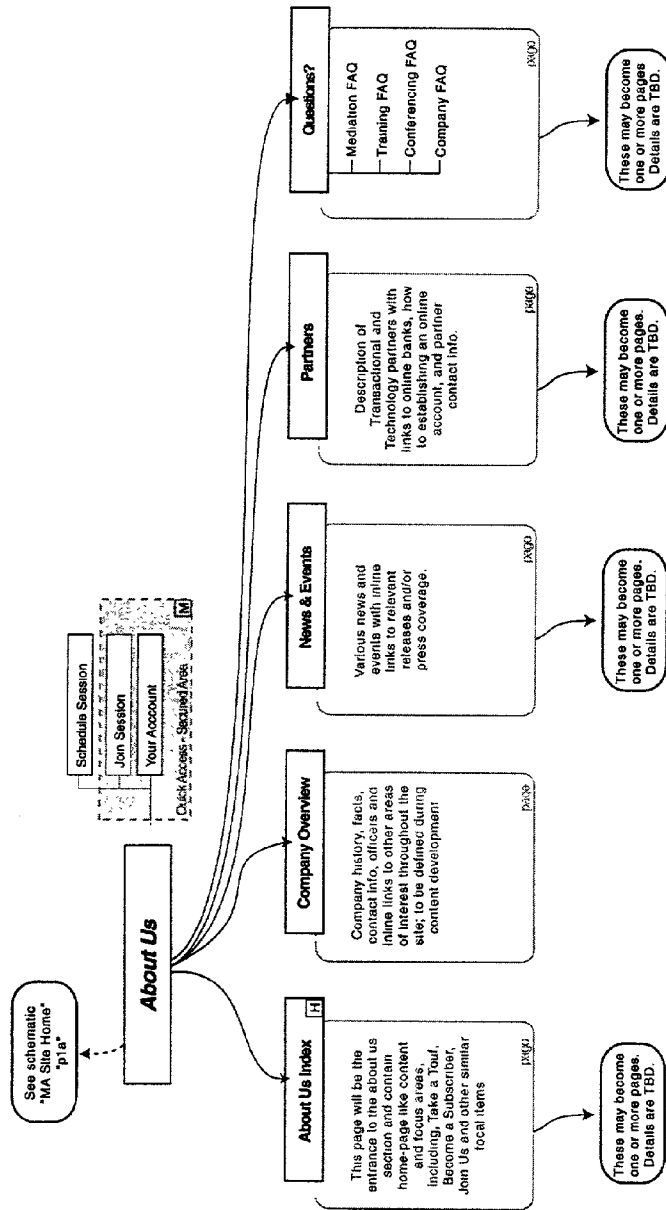 See schematic
"MA Site Home"
"p1a"
About Us
Schedule Session
Join Session
Your Acccount
Quick Access - Secured Area
M
About Us Index
H
This page will be the
entrance to the about us
section and contain
home-page like content
and focus areas,
including, Take a Tour,
Become a Subscriber,
Join Us and other similar
focal items
page
These may become
one or more pages.
Details are TBD.
Company Overview
Company history, facts,
contact info, officers and
inline links to other areas
of interest throughout the
site; to be defined during
content development
page
News & Events
Various news and
events with inline
links to relevant
releases and/or
press coverage.
page
These may become
one or more pages.
Details are TBD.
Partners
Description of
Transactional and
Technology partners with
links to online banks, how
to establishing an online
account, and partner
contact info.
page
These may become
one or more pages.
Details are TBD.
Questions?
Mediation FAQ
Training FAQ
Conferencing FAQ
Company FAQ
page
These may become
one or more pages
Details are TBD.